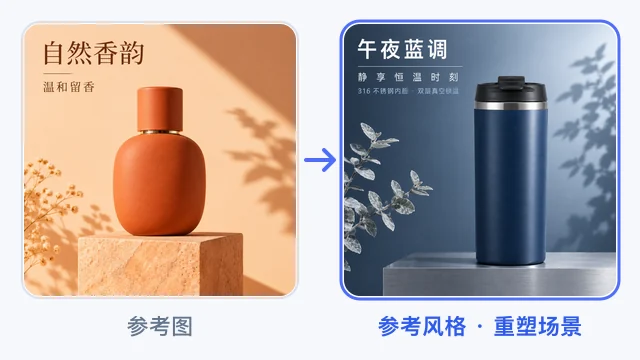 自然香韵
温和留香
午夜蓝调
静享恒温时刻
316 不锈钢内胆 · 双层真空锁温
参考图
参考风格 · 重塑场景